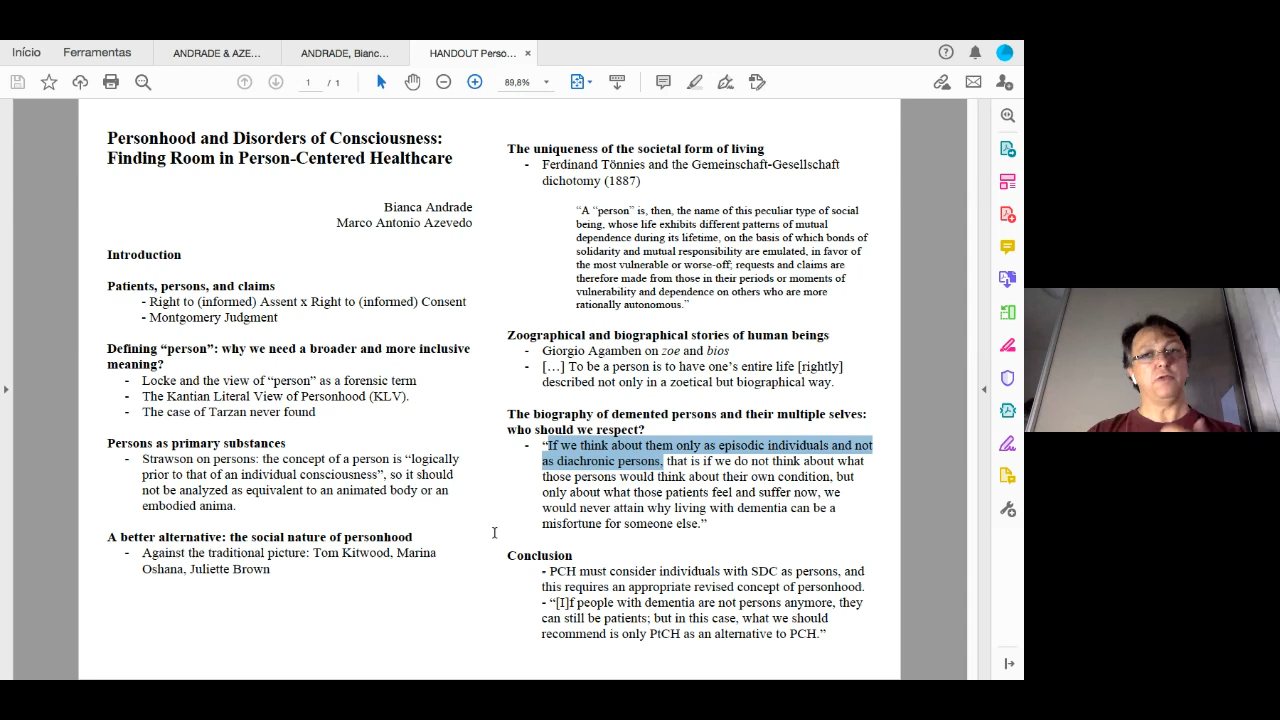 Início Ferramentas ANDRADE & AZE... ANDRADE, Bianc... HANDOUT Perso... ×
1 / 1 89,8%
Personhood and Disorders of Consciousness:
Finding Room in Person-Centered Healthcare
Bianca Andrade
Marco Antonio Azevedo
Introduction
Patients, persons, and claims
- Right to (informed) Assent x Right to (informed) Consent
- Montgomery Judgment
Defining “person”: why we need a broader and more inclusive
meaning?
- Locke and the view of “person” as a forensic term
- The Kantian Literal View of Personhood (KLV).
- The case of Tarzan never found
Persons as primary substances
- Strawson on persons: the concept of a person is “logically
prior to that of an individual consciousness”, so it should
not be analyzed as equivalent to an animated body or an
embodied anima.
A better alternative: the social nature of personhood
- Against the traditional picture: Tom Kitwood, Marina
Oshana, Juliette Brown
The uniqueness of the societal form of living
- Ferdinand Tönnies and the Gemeinschaft-Gesellschaft
dichotomy (1887)
“A “person” is, then, the name of this peculiar type of social
being, whose life exhibits different patterns of mutual
dependence during its lifetime, on the basis of which bonds of
solidarity and mutual responsibility are emulated, in favor of
the most vulnerable or worse-off; requests and claims are
therefore made from those in their periods or moments of
vulnerability and dependence on others who are more
rationally autonomous.”
Zoographical and biographical stories of human beings
- Giorgio Agamben on zoe and bios
- […] To be a person is to have one’s entire life [rightly]
described not only in a zoetical but biographical way.
The biography of demented persons and their multiple selves:
who should we respect?
- “If we think about them only as episodic individuals and not
as diachronic persons, that is if we do not think about what
those persons would think about their own condition, but
only about what those patients feel and suffer now, we
would never attain why living with dementia can be a
misfortune for someone else.”
Conclusion
- PCH must consider individuals with SDC as persons, and
this requires an appropriate revised concept of personhood.
- “[I]f people with dementia are not persons anymore, they
can still be patients; but in this case, what we should
recommend is only PtCH as an alternative to PCH.”